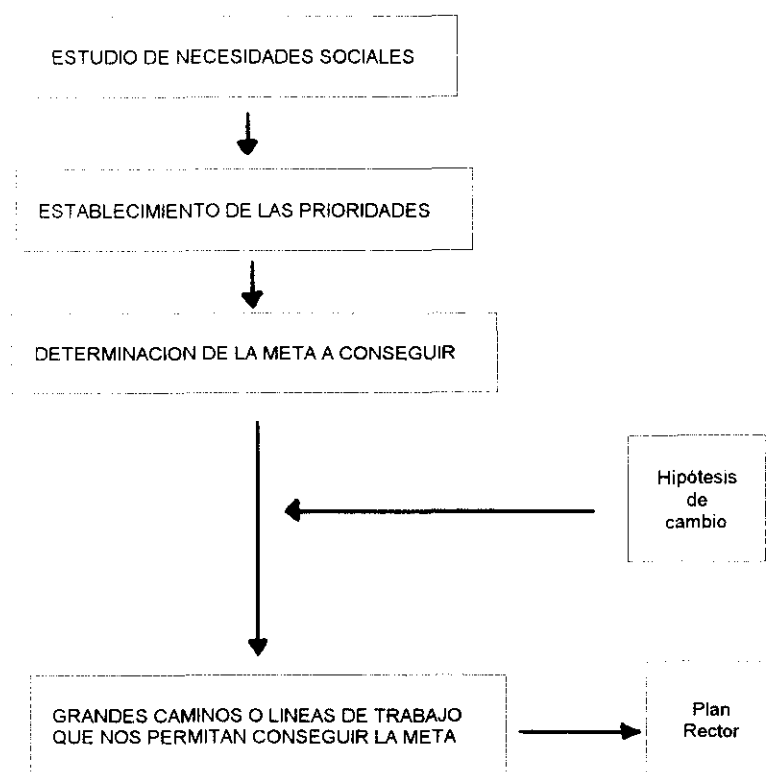 ESTUDIO DE NECESIDADES SOCIALES
ESTABLECIMIENTO DE LAS PRIORIDADES
DETERMINACION DE LA META A CONSEGUIR
Hipótesis
de
cambio
GRANDES CAMINOS O LINEAS DE TRABAJO
QUE NOS PERMITAN CONSEGUIR LA META
Plan
Rector